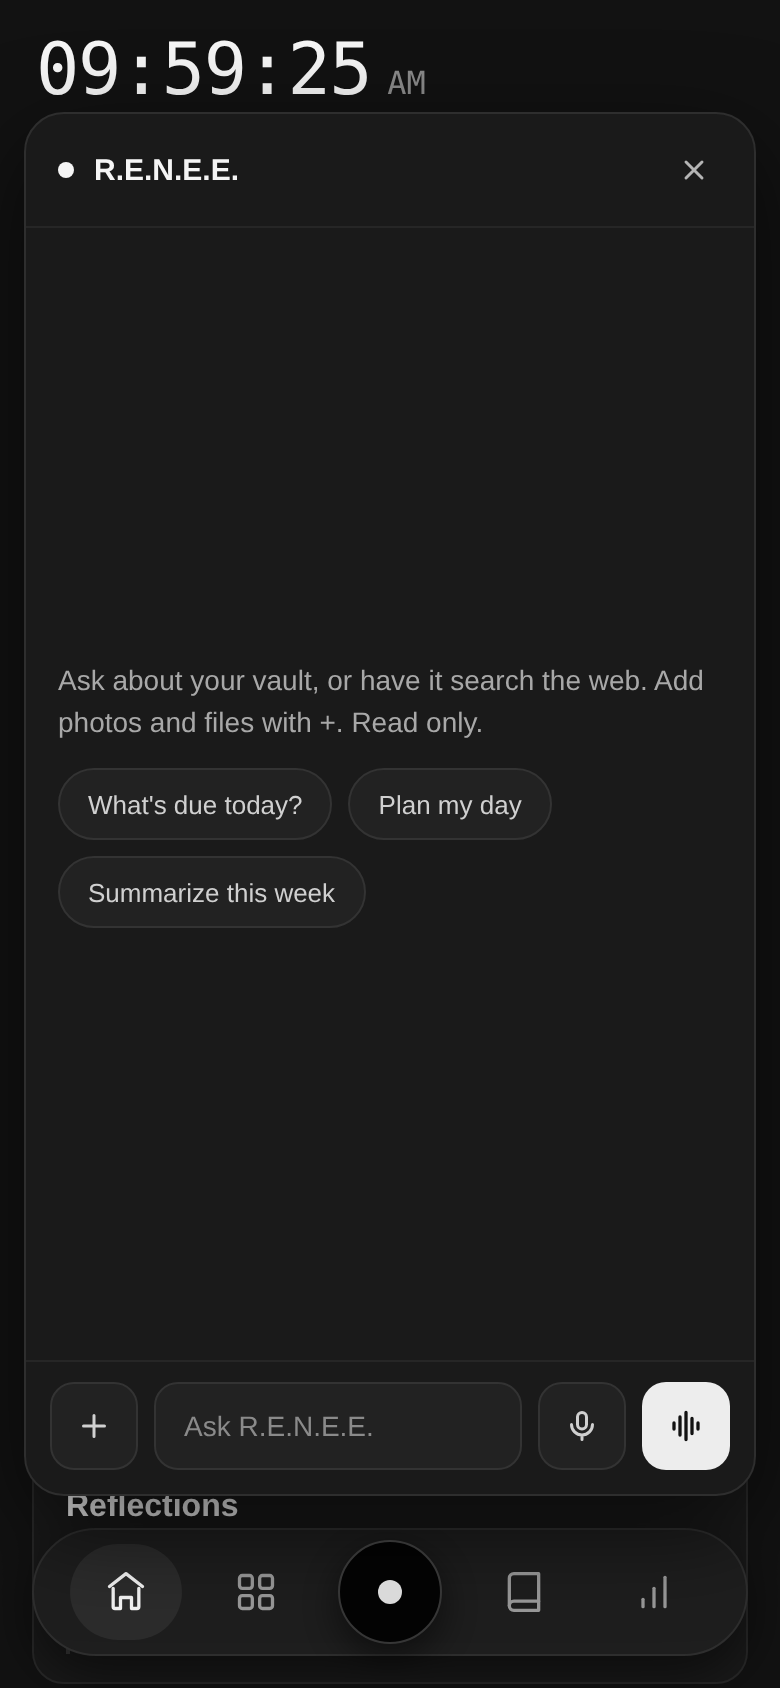 09:59:25 AM
R.E.N.E.E.
Ask about your vault, or have it search the web. Add
photos and files with +. Read only.
What's due today?
Plan my day
Summarize this week
Ask R.E.N.E.E.
Reflections